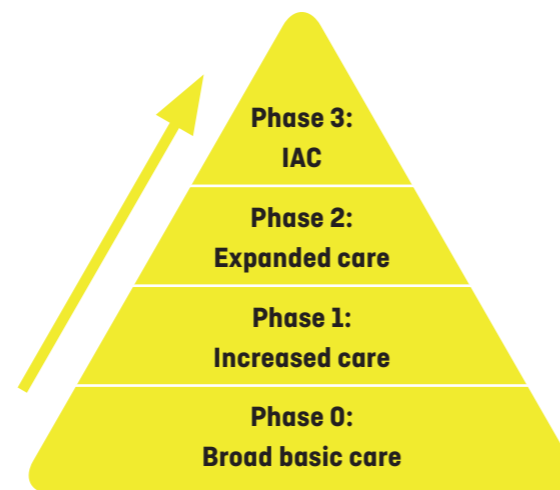 Phase 3:
IAC
Phase 2:
Expanded care
Phase 1:
Increased care
Phase 0:
Broad basic care